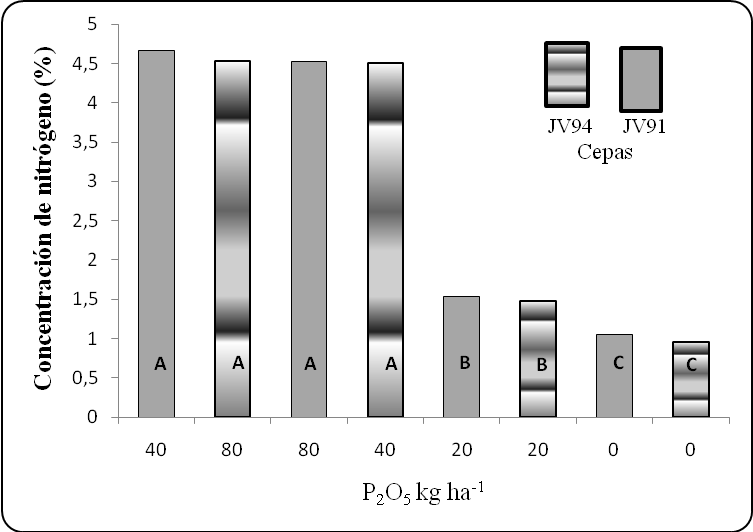 Concentración de nitrógeno (%)
5
4,5
4
3,5
3
2,5
2
1,5
1
0,5
0
JV94 JV91
Cepas
A A A A B B C C
40 80 80 40 20 20 0 0
P₂O₅ kg ha⁻¹